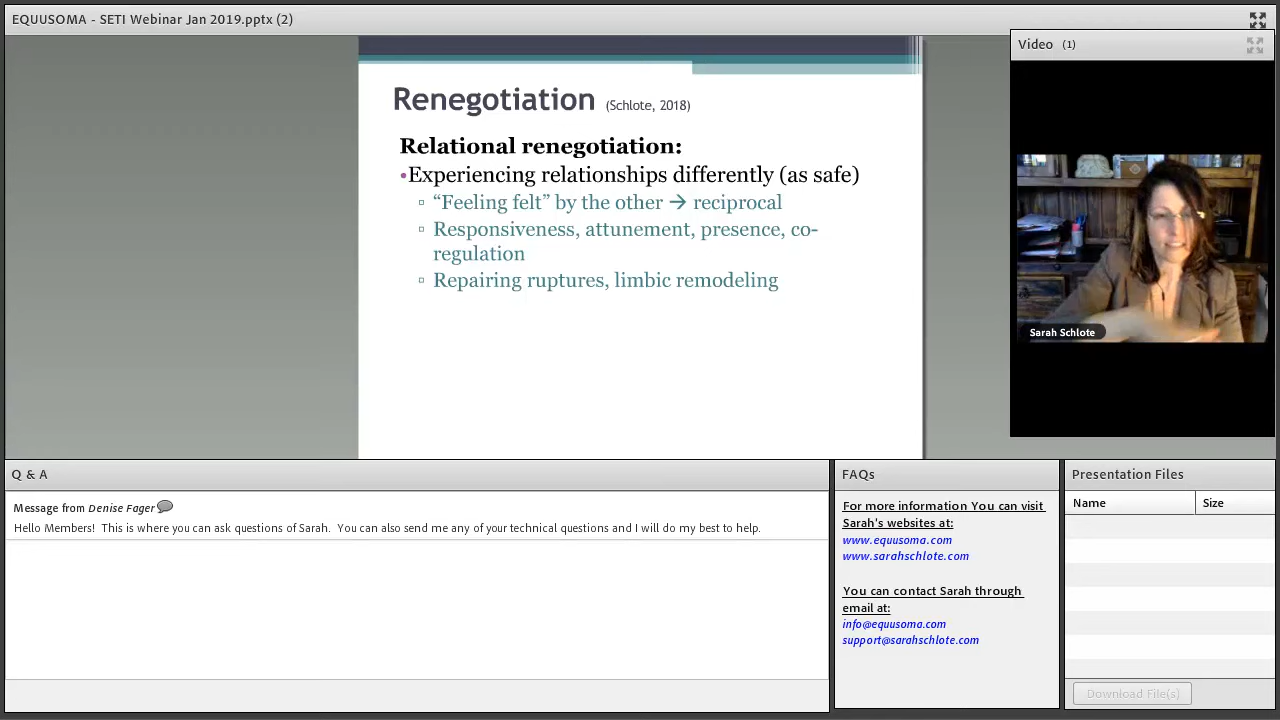 EQUUSOMA - SETI Webinar Jan 2019.pptx (2)
Video (1)
Renegotiation (Schlote, 2018)
Relational renegotiation:
•Experiencing relationships differently (as safe)
▫ “Feeling felt” by the other → reciprocal
▫ Responsiveness, attunement, presence, co-
regulation
▫ Repairing ruptures, limbic remodeling
Sarah Schlote
Q & A
Message from Denise Fager
Hello Members! This is where you can ask questions of Sarah. You can also send me any of your technical questions and I will do my best to help.
FAQs
For more information You can visit
Sarah's websites at:
www.equusoma.com
www.sarahschlote.com
You can contact Sarah through
email at:
info@equusoma.com
support@sarahschlote.com
Presentation Files
Name Size
Download File(s)